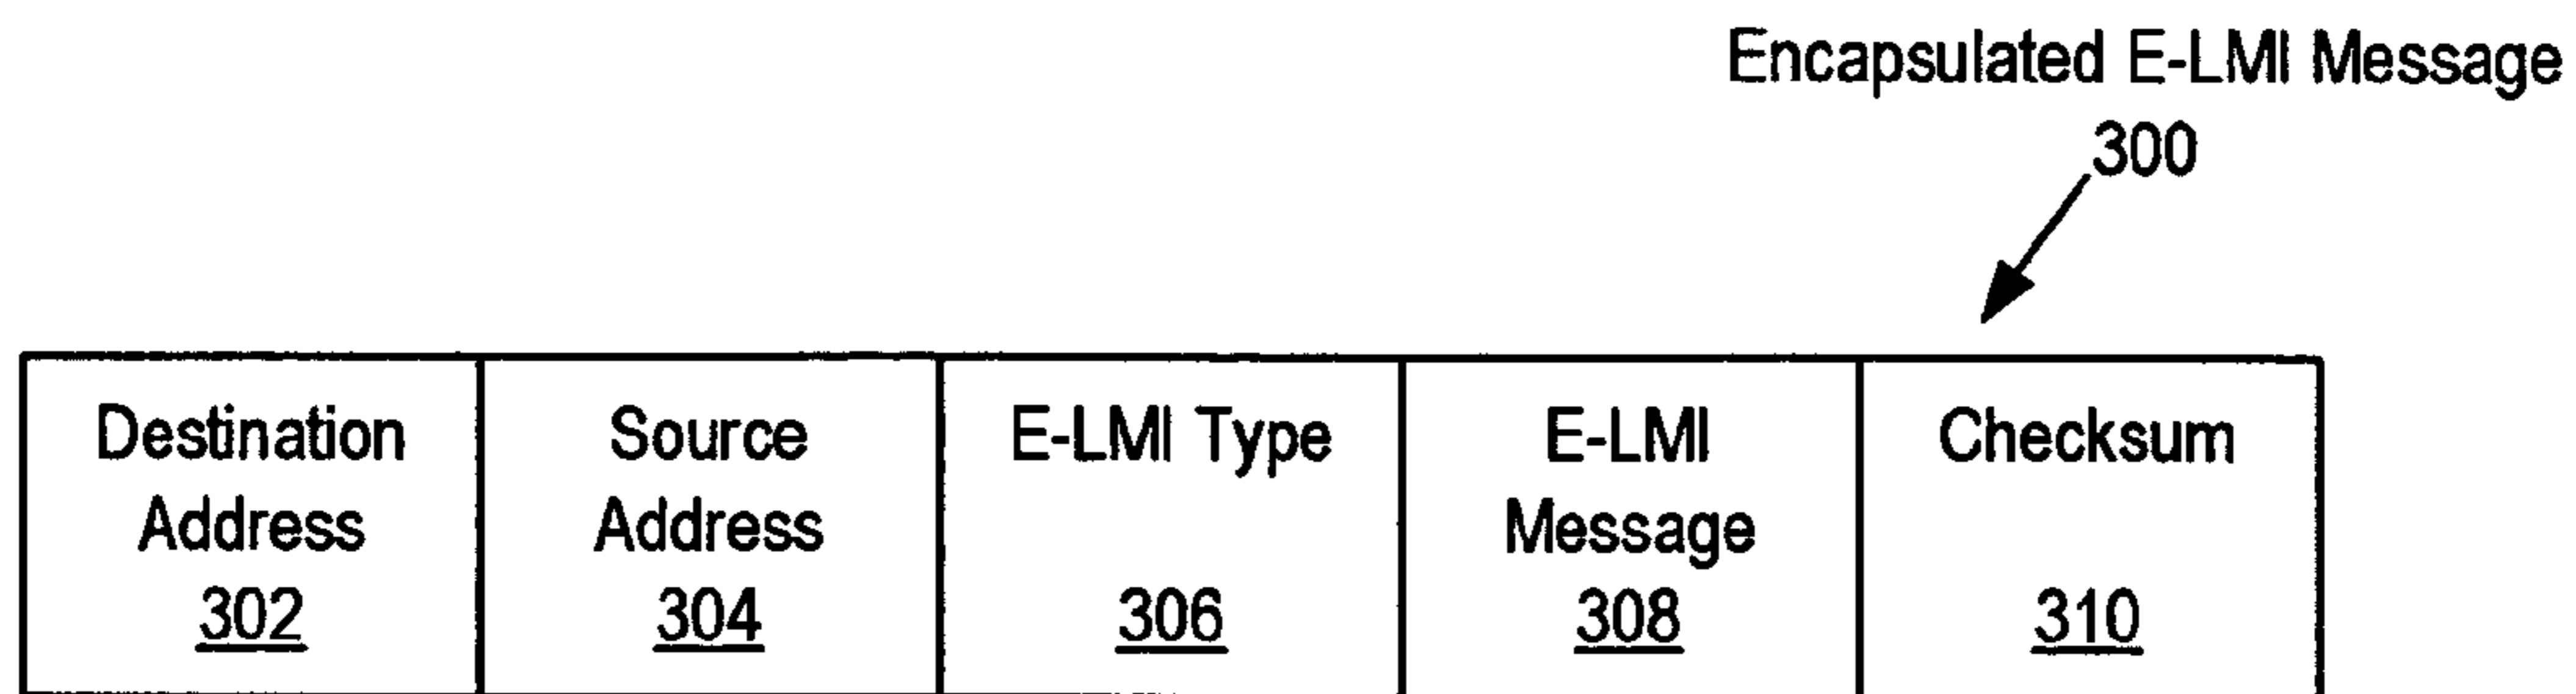 Encapsulated E-LMI Message
300
Destination
Address
302
Source
Address
304
E-LMI Type
306
E-LMI
Message
308
Checksum
310